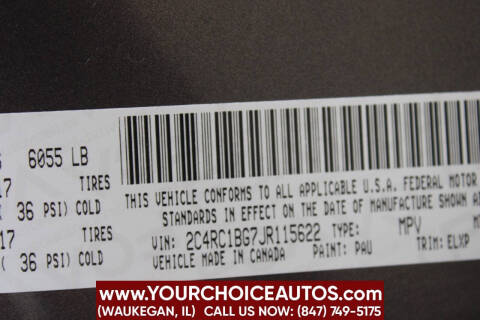 6055 LB
17 TIRES
36 PSI) COLD
17 TIRES
( 36 PSI) COLD
THIS VEHICLE CONFORMS TO ALL APPLICABLE U.S.A. FEDERAL MOTOR
STANDARDS IN EFFECT ON THE DATE OF MANUFACTURE SHOWN
VIN: 2C4RC1BG7JR115622 TYPE: MPV
VEHICLE MADE IN CANADA PAINT: PAU TRIM: ELXP
WWW.YOURCHOICEAUTOS.COM
(WAUKEGAN, IL) CALL US NOW: (847) 749-5175